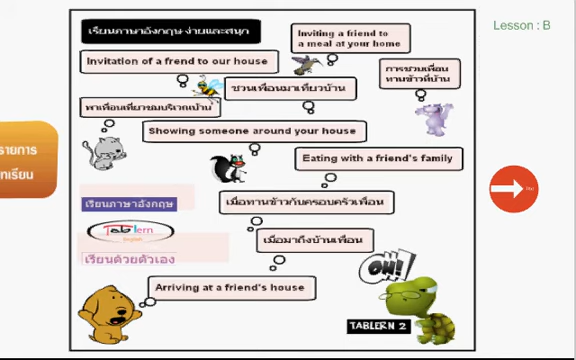 Lesson : B
เรียนภาษาอังกฤษ ง่ายและสนุก
Inviting a friend to
a meal at your home
Invitation of a frend to our house
การชวนเพื่อน
ทานข้าวที่บ้าน
ชวนเพื่อนมาเที่ยวบ้าน
พาเพื่อนเที่ยวชมบริเวณบ้าน
Showing someone around your house
รายการ
Eating with a friend's family
เมื่อทานข้าวกับครอบครัวเพื่อน
เรียนภาษาอังกฤษ
Tablern
English
เมื่อมาถึงบ้านเพื่อน
เรียนด้วยตัวเอง
OH!
Arriving at a friend's house
TABLERN 2